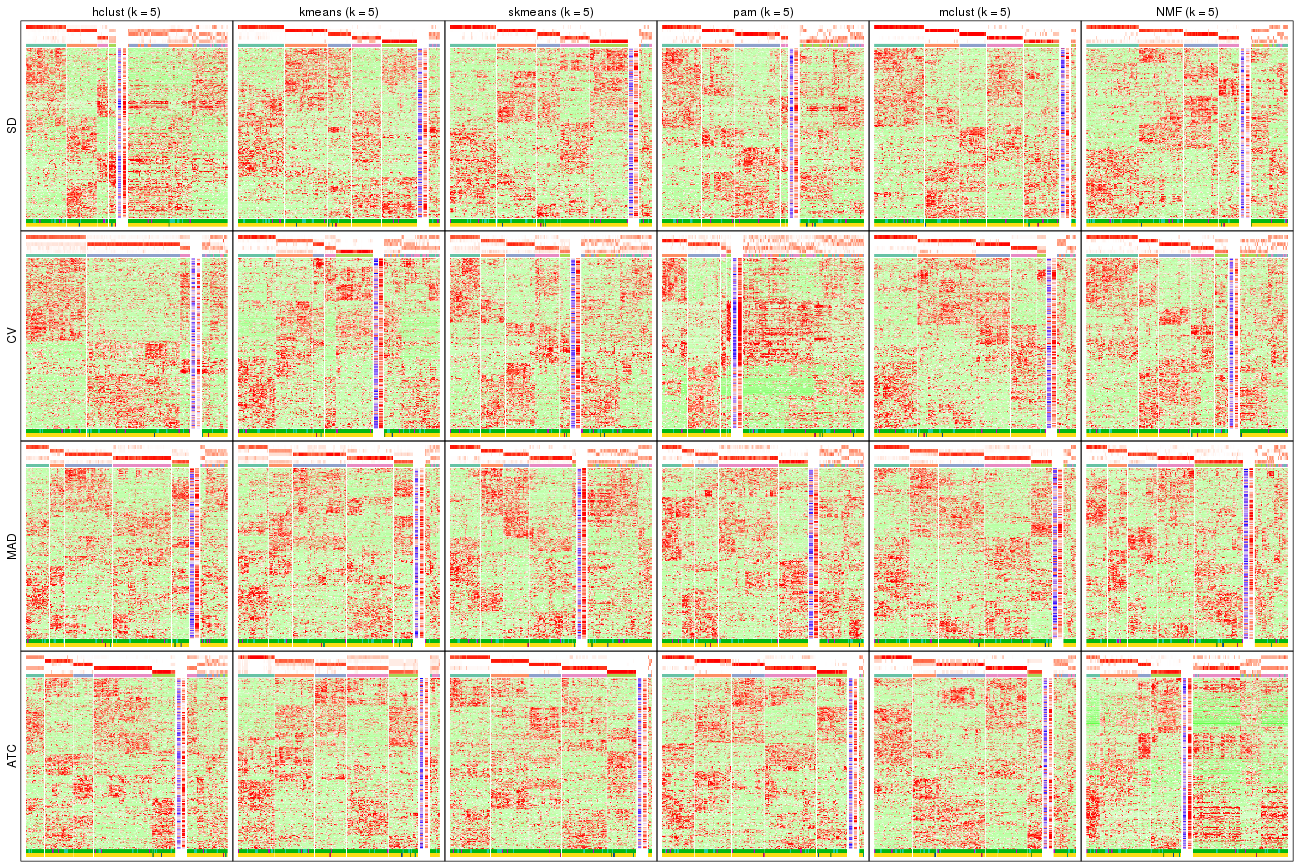 hclust (k = 5) kmeans (k = 5) skmeans (k = 5) pam (k = 5) mclust (k = 5) NMF (k = 5)
SD
CV
MAD
ATC